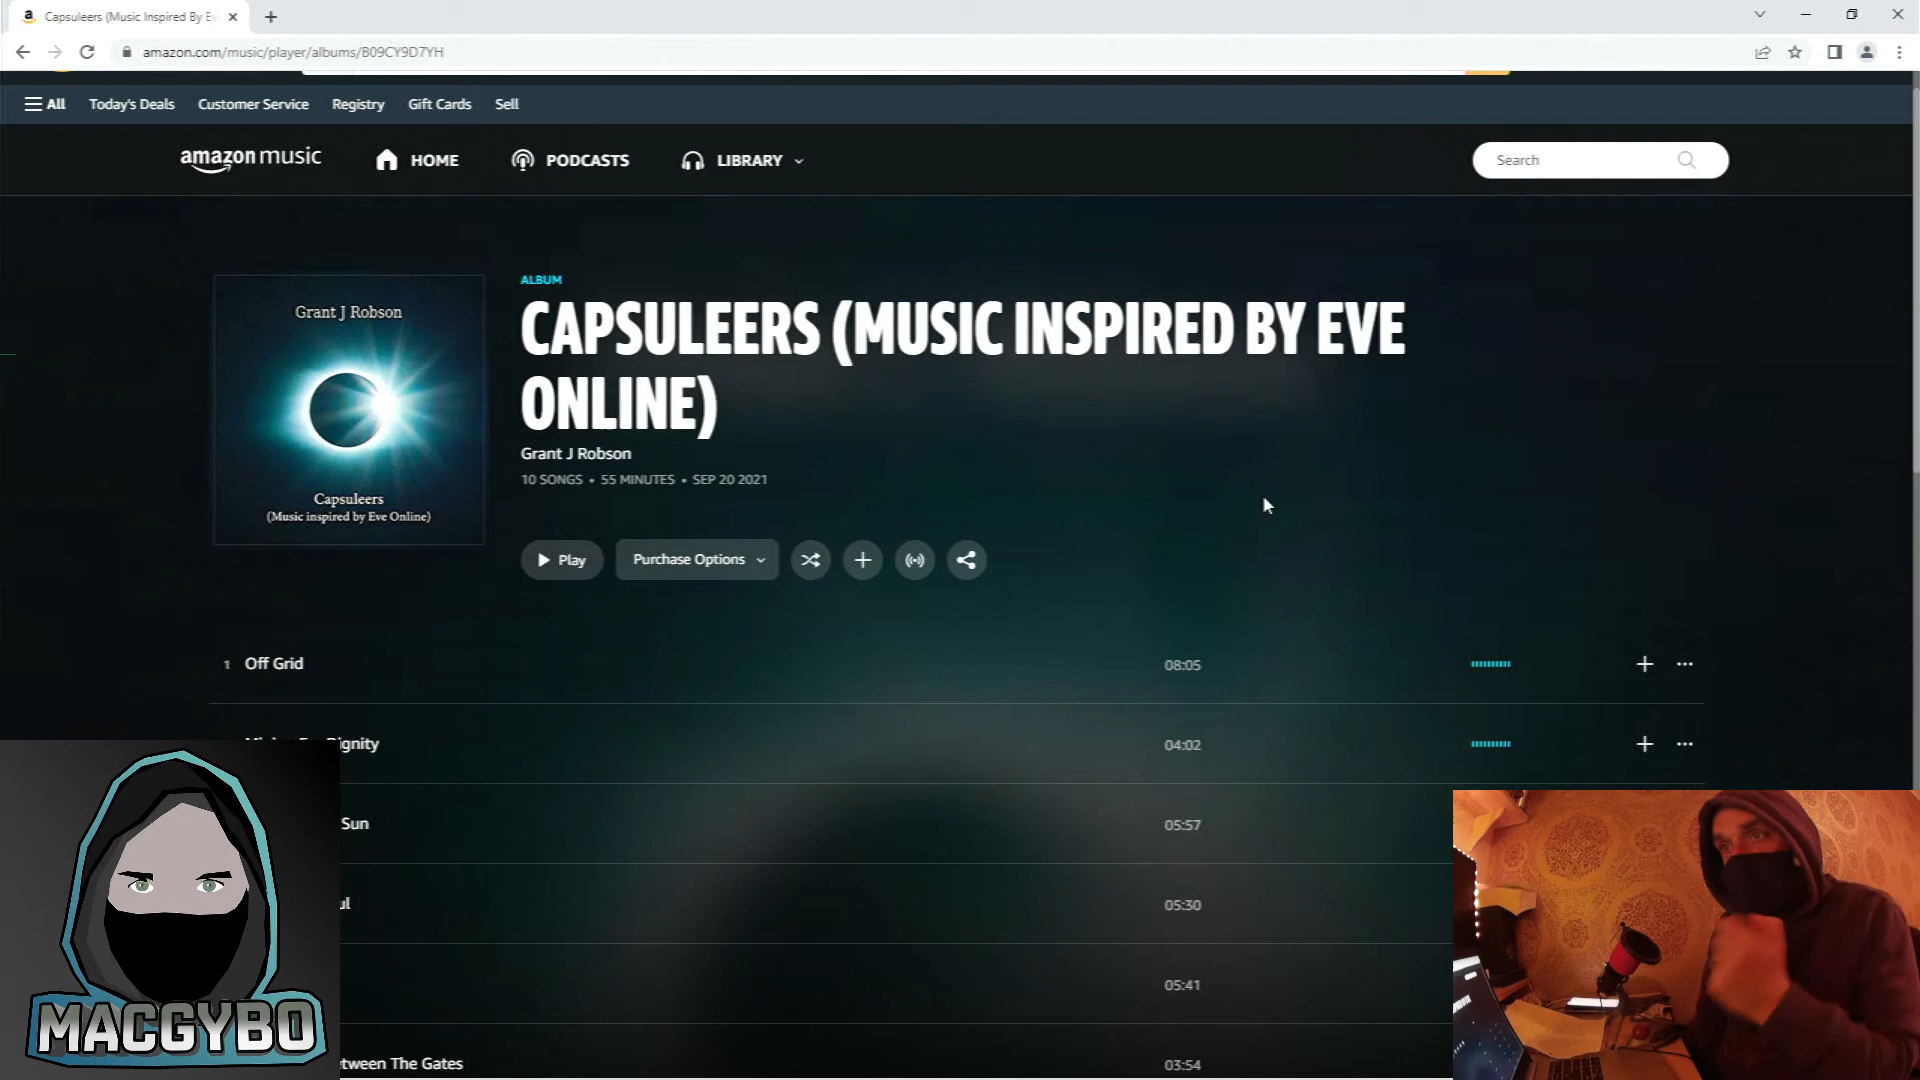 Capsuleers (Music Inspired By Ev
amazon.com/music/player/albums/B09CY9D7YH
All Today's Deals Customer Service Registry Gift Cards Sell
amazon music HOME PODCASTS LIBRARY Search
Grant J Robson
Capsuleers
(Music inspired by Eve Online)
ALBUM
CAPSULEERS (MUSIC INSPIRED BY EVE
ONLINE)
Grant J Robson
10 SONGS • 55 MINUTES • SEP 20 2021
Play Purchase Options
1 Off Grid 08:05
Dignity 04:02
Sun 05:57
ul 05:30
05:41
tween The Gates 03:54
MACGYBO